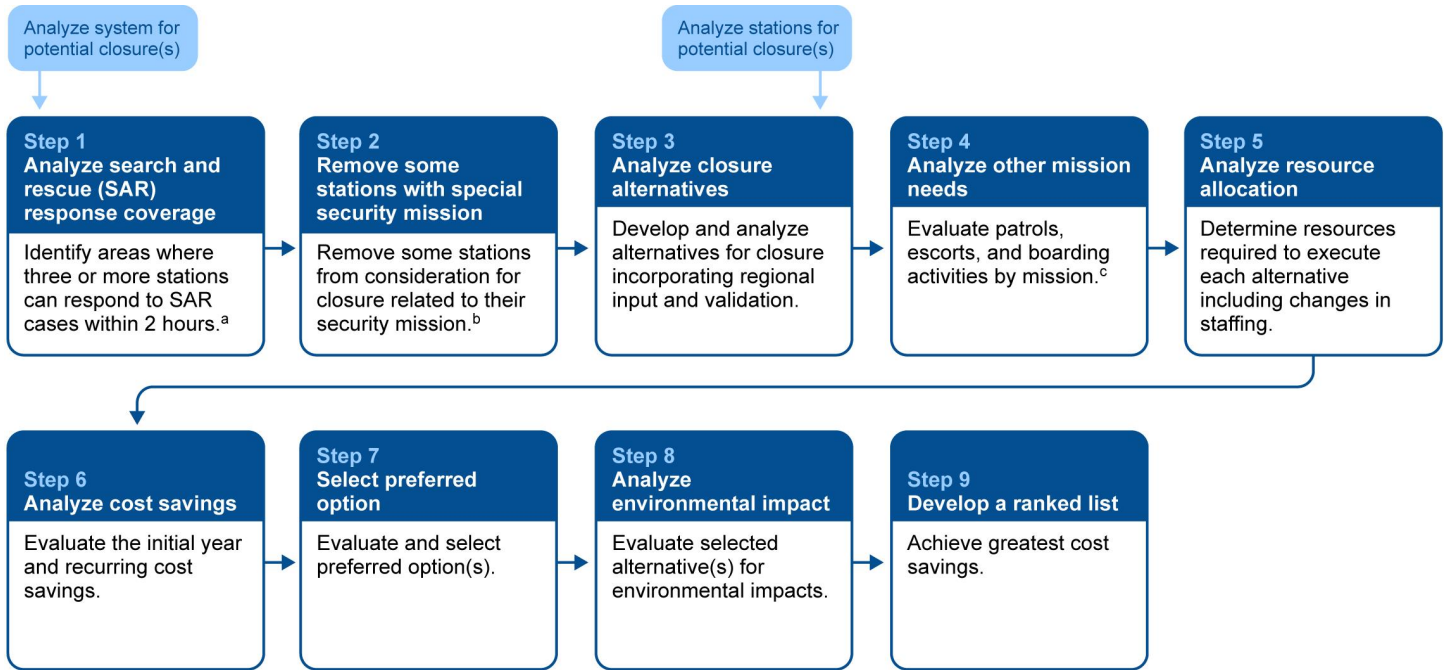 Analyze system for
potential closure(s)
Analyze stations for
potential closure(s)
Step 1
Analyze search and
rescue (SAR)
response coverage
Identify areas where
three or more stations
can respond to SAR
cases within 2 hours.a
Step 2
Remove some
stations with special
security mission
Remove some stations
from consideration for
closure related to their
security mission.b
Step 3
Analyze closure
alternatives
Develop and analyze
alternatives for closure
incorporating regional
input and validation.
Step 4
Analyze other mission
needs
Evaluate patrols,
escorts, and boarding
activities by mission.c
Step 5
Analyze resource
allocation
Determine resources
required to execute
each alternative
including changes in
staffing.
Step 6
Analyze cost savings
Evaluate the initial year
and recurring cost
savings.
Step 7
Select preferred
option
Evaluate and select
preferred option(s).
Step 8
Analyze
environmental impact
Evaluate selected
alternative(s) for
environmental impacts.
Step 9
Develop a ranked list
Achieve greatest cost
savings.